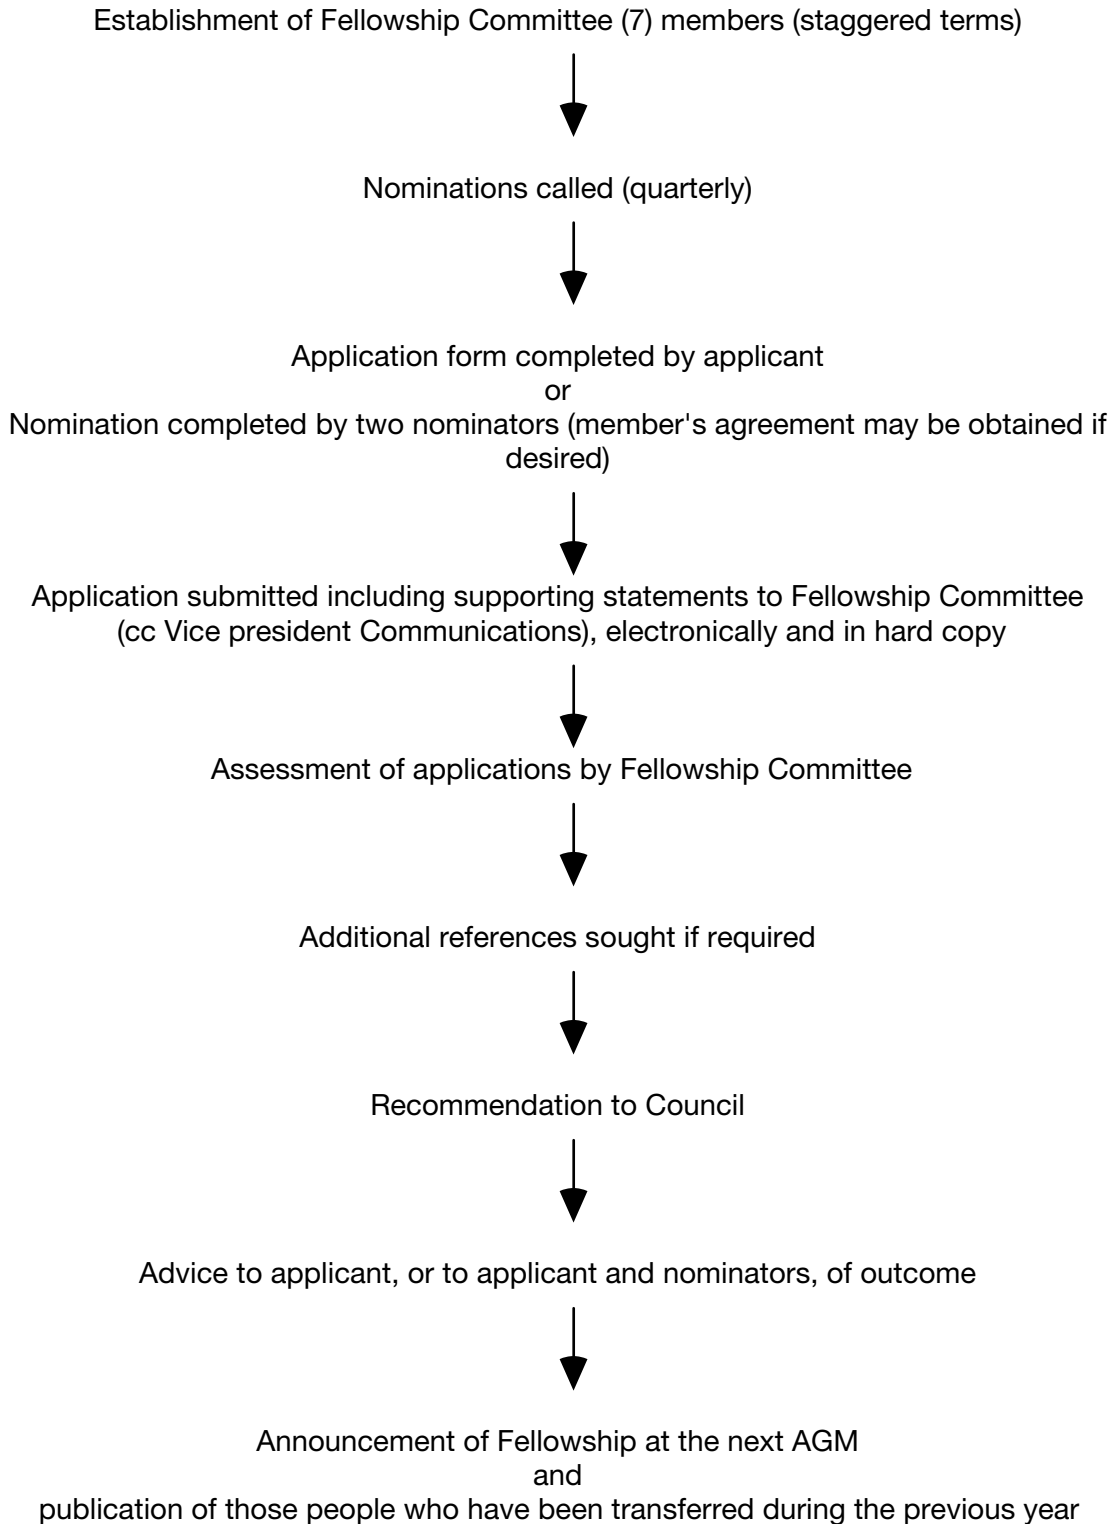 Establishment of Fellowship Committee (7) members (staggered terms)
Nominations called (quarterly)
Application form completed by applicant
or
Nomination completed by two nominators (member's agreement may be obtained if
desired)
Application submitted including supporting statements to Fellowship Committee
(cc Vice president Communications), electronically and in hard copy
Assessment of applications by Fellowship Committee
Additional references sought if required
Recommendation to Council
Advice to applicant, or to applicant and nominators, of outcome
Announcement of Fellowship at the next AGM
and
publication of those people who have been transferred during the previous year